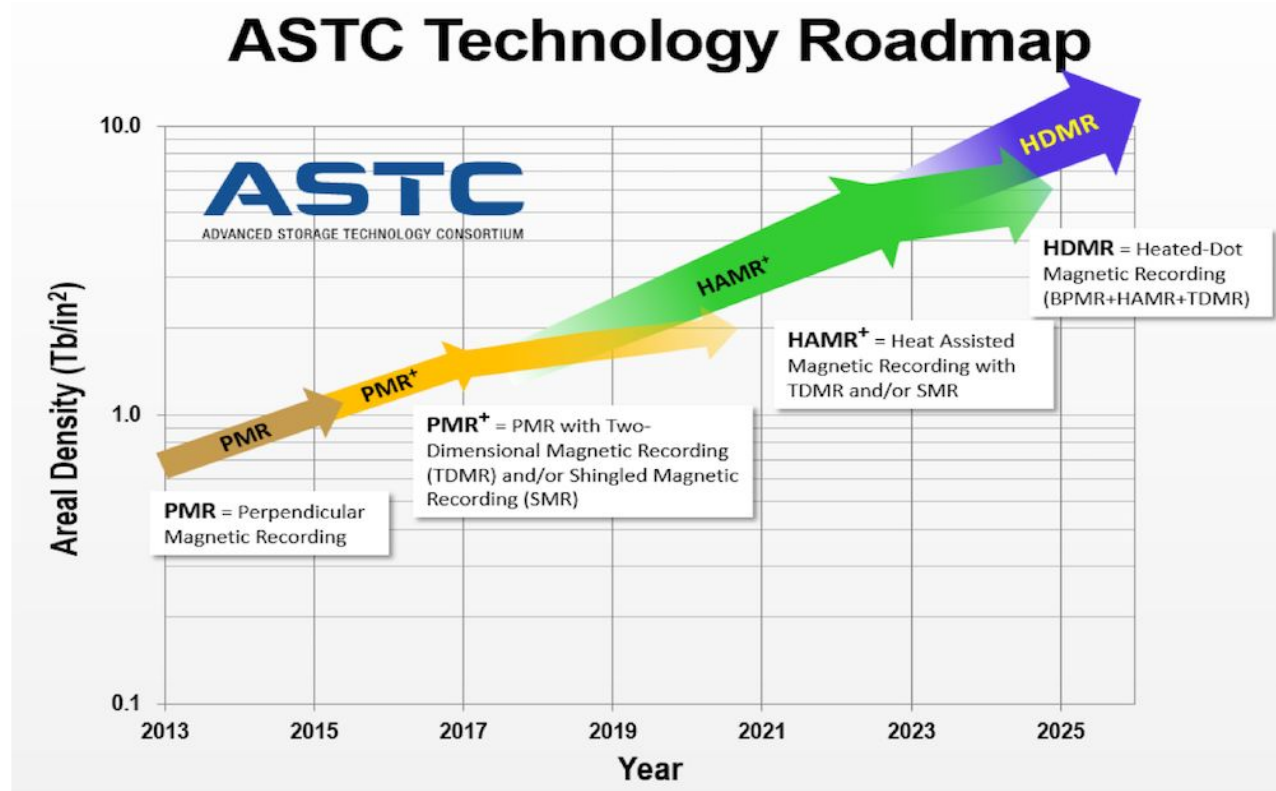 ASTC Technology Roadmap
10.0
ASTC
ADVANCED STORAGE TECHNOLOGY CONSORTIUM
HDMR
HDMR = Heated-Dot
Magnetic Recording
(BPMR+HAMR+TDMR)
HAMR⁺
HAMR⁺ = Heat Assisted
Magnetic Recording with
TDMR and/or SMR
Areal Density (Tb/in²)
1.0
PMR
PMR⁺
PMR⁺ = PMR with Two-
Dimensional Magnetic Recording
(TDMR) and/or Shingled Magnetic
Recording (SMR)
PMR = Perpendicular
Magnetic Recording
0.1
2013 2015 2017 2019 2021 2023 2025
Year